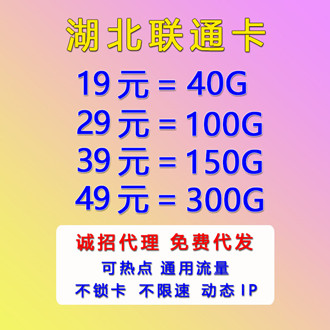 湖北联通卡
19元=40G
29元=100G
39元=150G
49元=300G
诚招代理 免费代发
可热点 通用流量
不锁卡 不限速 动态IP